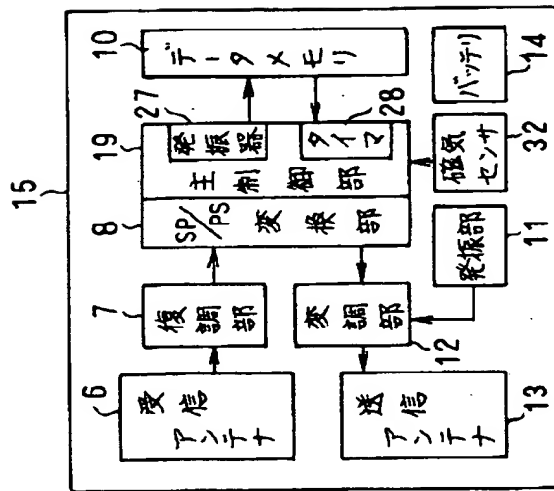 15
6
受信
アンテナ
7
復調部
8
SP/PS
変換部
19
主制御部
27
発振器
28
タイマ
10
データメモリ
12
変調部
13
送信
アンテナ
11
発振部
32
磁気
センサ
14
バッテリ